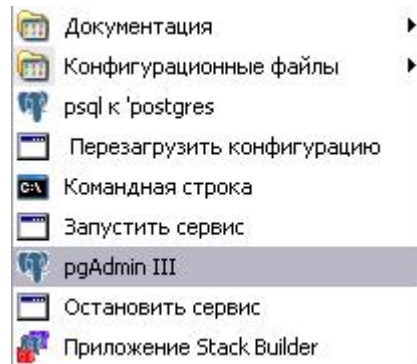 Документация
Конфигурационные файлы
psql к 'postgres
Перезагрузить конфигурацию
Командная строка
Запустить сервис
pgAdmin III
Остановить сервис
Приложение Stack Builder